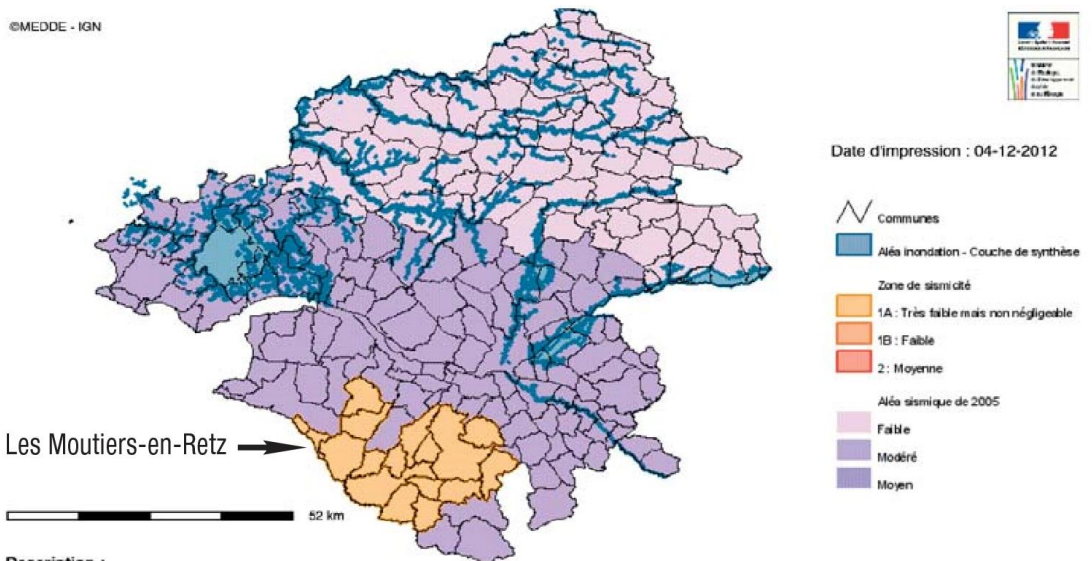 ©MEDDE - IGN
Date d'impression : 04-12-2012
Communes
Aléa inondation - Couche de synthèse
Zone de sismicité
1A : Très faible mais non négligeable
1B : Faible
2 : Moyenne
Aléa sismique de 2005
Faible
Modéré
Moyen
Les Moutiers-en-Retz
52 km